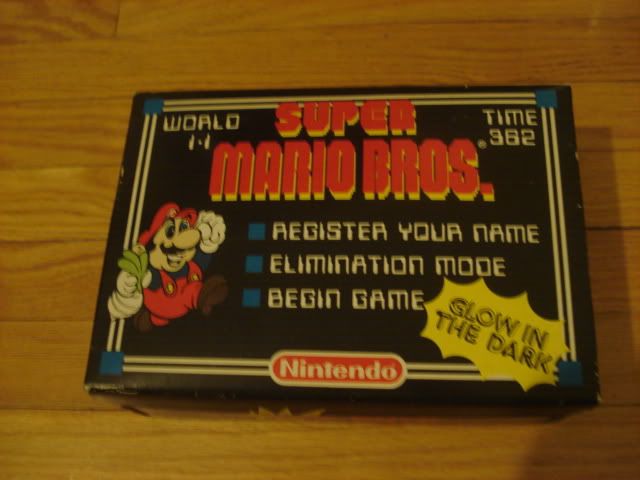 WORLD
1-1
SUPER
MARIO BROS.®
TIME
382
REGISTER YOUR NAME
ELIMINATION MODE
BEGIN GAME
GLOW IN
THE DARK
Nintendo